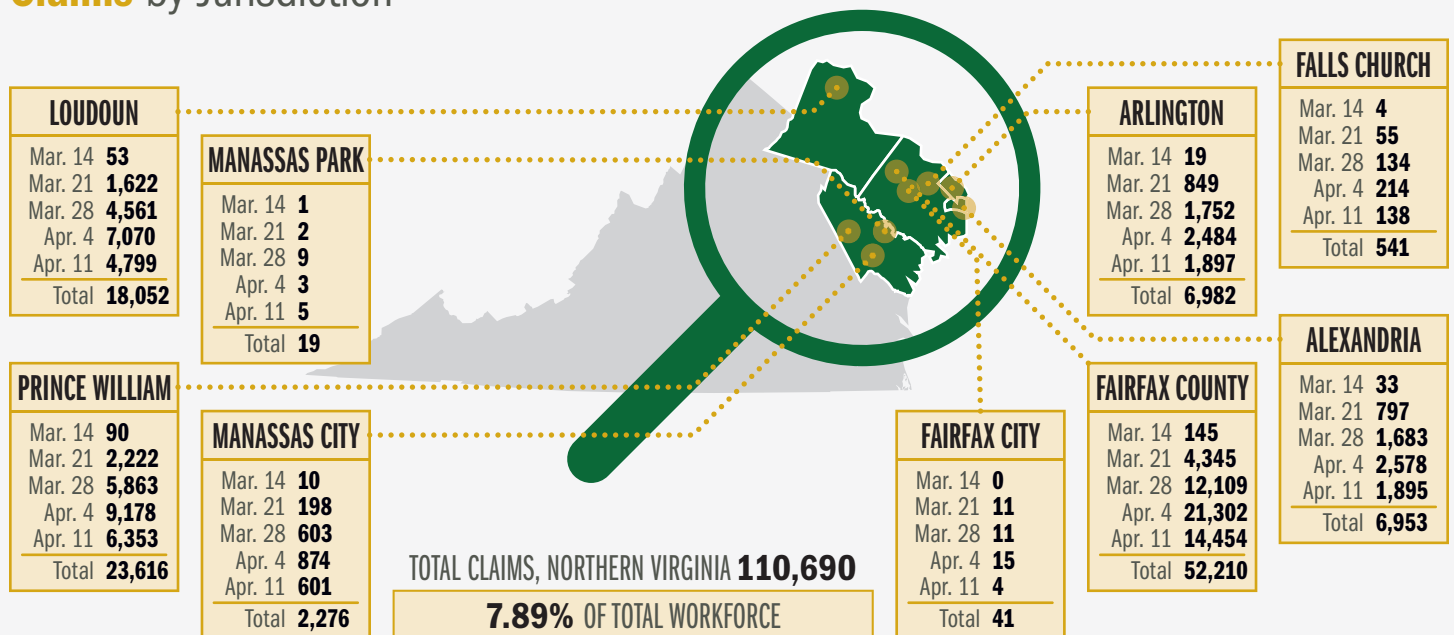 Claims by Jurisdiction
LOUDOUN
Mar. 14 53
Mar. 21 1,622
Mar. 28 4,561
Apr. 4 7,070
Apr. 11 4,799
Total 18,052
MANASSAS PARK
Mar. 14 1
Mar. 21 2
Mar. 28 9
Apr. 4 3
Apr. 11 5
Total 19
PRINCE WILLIAM
Mar. 14 90
Mar. 21 2,222
Mar. 28 5,863
Apr. 4 9,178
Apr. 11 6,353
Total 23,616
MANASSAS CITY
Mar. 14 10
Mar. 21 198
Mar. 28 603
Apr. 4 874
Apr. 11 601
Total 2,276
TOTAL CLAIMS, NORTHERN VIRGINIA 110,690
7.89% OF TOTAL WORKFORCE
FAIRFAX CITY
Mar. 14 0
Mar. 21 11
Mar. 28 11
Apr. 4 15
Apr. 11 4
Total 41
ARLINGTON
Mar. 14 19
Mar. 21 849
Mar. 28 1,752
Apr. 4 2,484
Apr. 11 1,897
Total 6,982
FAIRFAX COUNTY
Mar. 14 145
Mar. 21 4,345
Mar. 28 12,109
Apr. 4 21,302
Apr. 11 14,454
Total 52,210
FALLS CHURCH
Mar. 14 4
Mar. 21 55
Mar. 28 134
Apr. 4 214
Apr. 11 138
Total 541
ALEXANDRIA
Mar. 14 33
Mar. 21 797
Mar. 28 1,683
Apr. 4 2,578
Apr. 11 1,895
Total 6,953